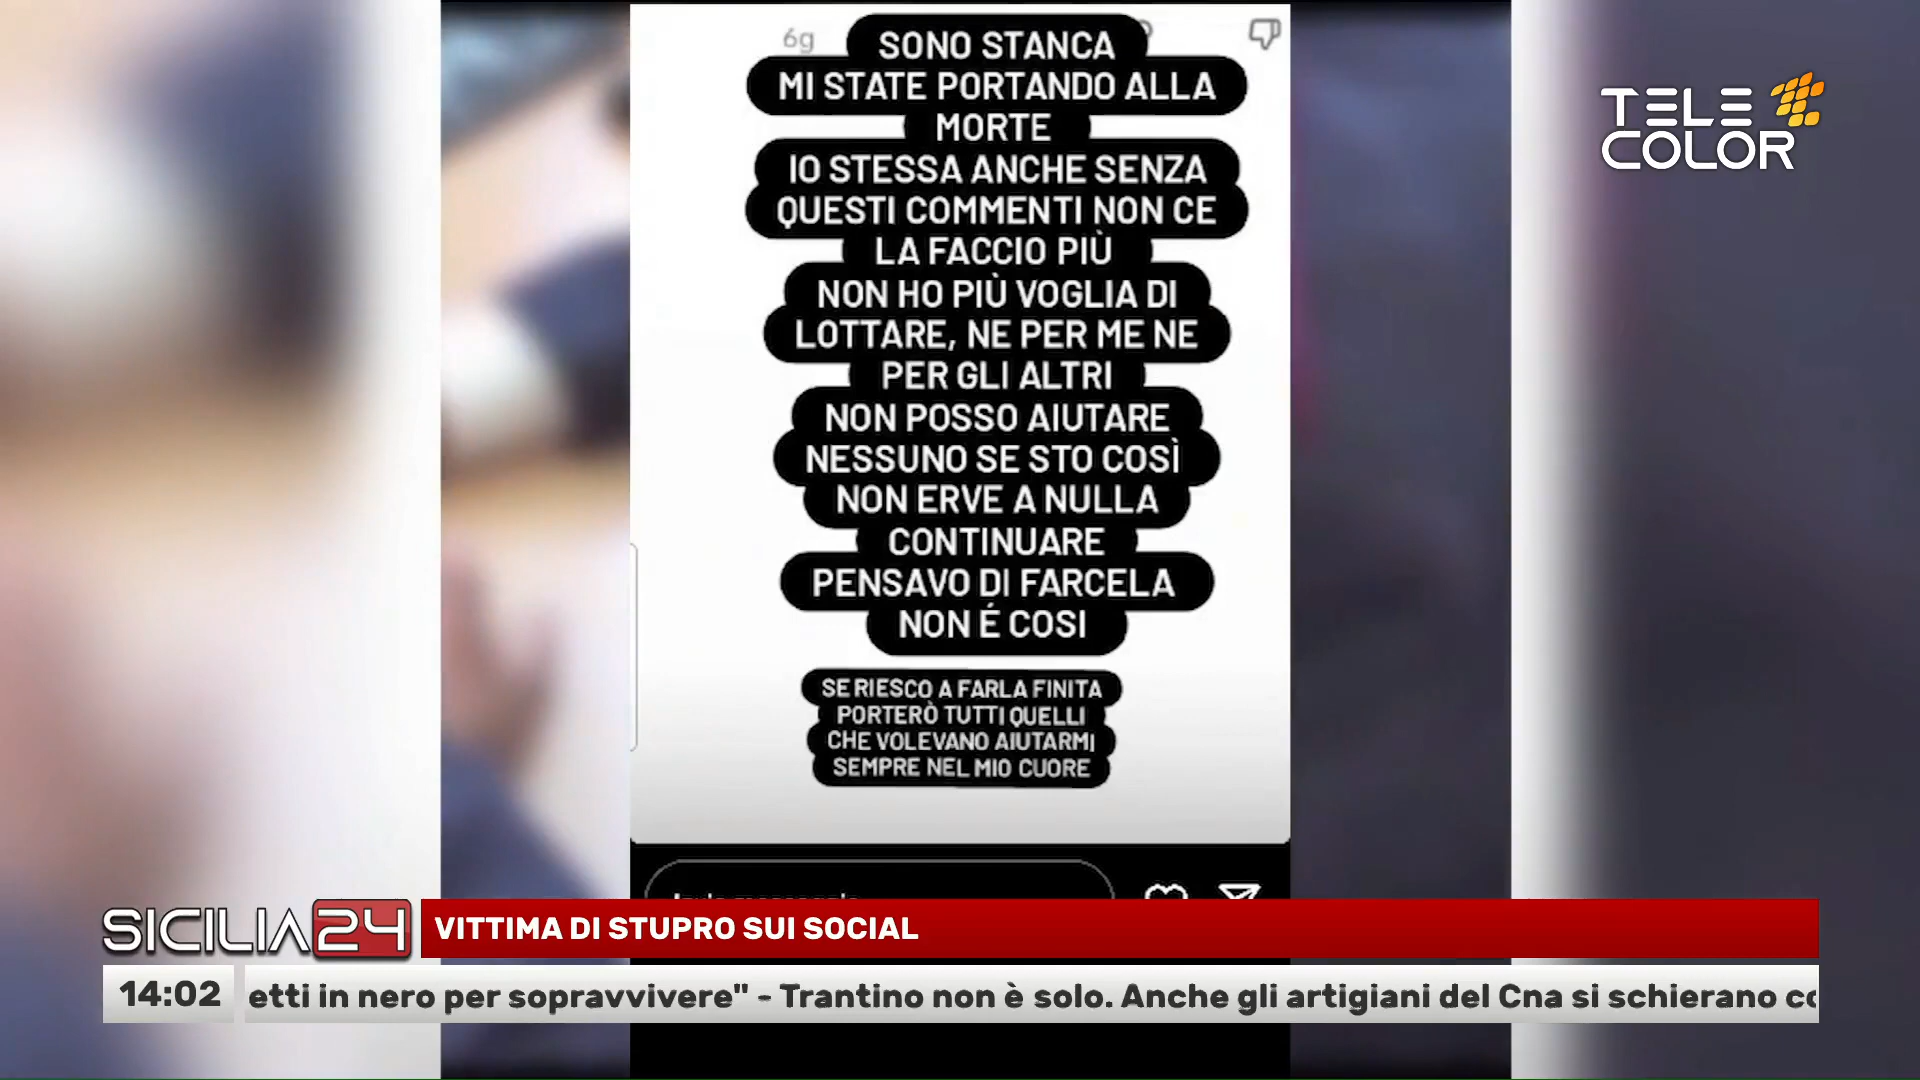 6g
SONO STANCA
MI STATE PORTANDO ALLA
MORTE
IO STESSA ANCHE SENZA
QUESTI COMMENTI NON CE
LA FACCIO PIÙ
NON HO PIÙ VOGLIA DI
LOTTARE, NE PER ME NE
PER GLI ALTRI
NON POSSO AIUTARE
NESSUNO SE STO COSÌ
NON ERVE A NULLA
CONTINUARE
PENSAVO DI FARCELA
NON É COSI
SE RIESCO A FARLA FINITA
PORTERÒ TUTTI QUELLI
CHE VOLEVANO AIUTARMI
SEMPRE NEL MIO CUORE
TELE
COLOR
SICILIA24
VITTIMA DI STUPRO SUI SOCIAL
14:02
etti in nero per sopravvivere" - Trantino non è solo. Anche gli artigiani del Cna si schierano